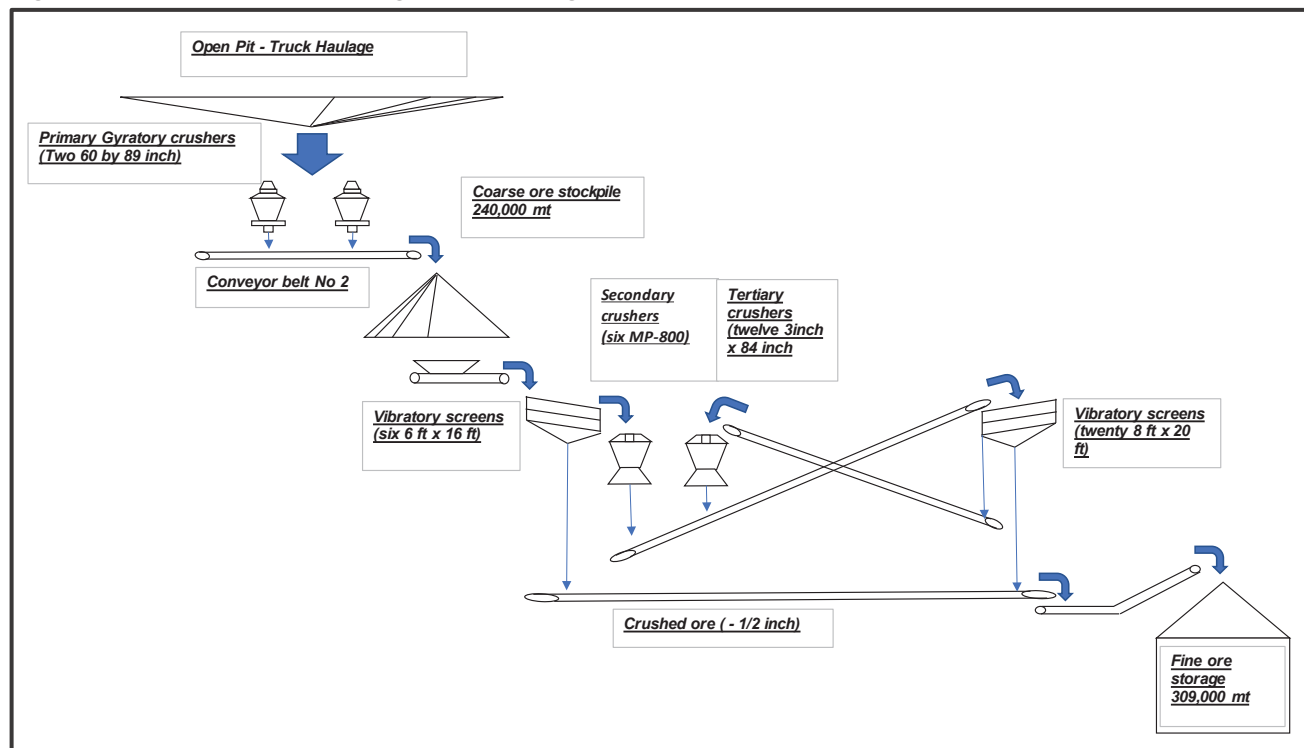 Open Pit - Truck Haulage
Primary Gyratory crushers
(Two 60 by 89 inch)
Coarse ore stockpile
240,000 mt
Conveyor belt No 2
Secondary
crushers
(six MP-800)
Tertiary
crushers
(twelve 3inch
x 84 inch
Vibratory screens
(six 6 ft x 16 ft)
Vibratory screens
(twenty 8 ft x 20
ft)
Crushed ore ( - 1/2 inch)
Fine ore
storage
309,000 mt